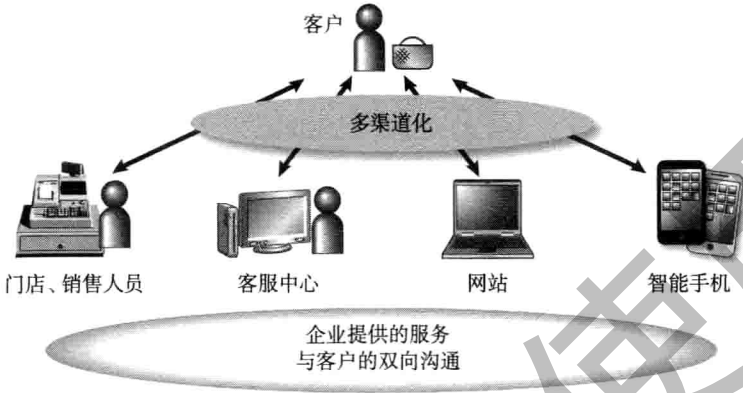 客户
多渠道化
门店、销售人员
客服中心
网站
智能手机
企业提供的服务
与客户的双向沟通